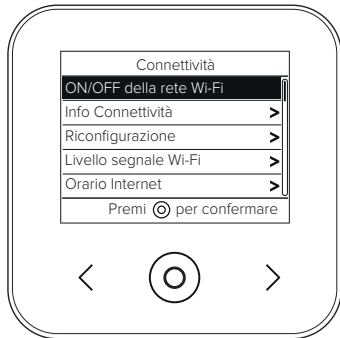 Connettività
ON/OFF della rete Wi-Fi
Info Connettività >
Riconfigurazione >
Livello segnale Wi-Fi >
Orario Internet >
Premi ◎ per confermare